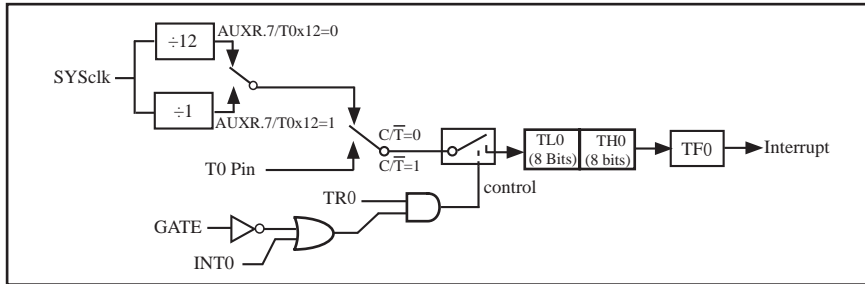 ÷12
AUXR.7/T0x12=0
SYSclk
÷1
AUXR.7/T0x12=1
C/T̅=0
C/T̅=1
T0 Pin
TL0
(8 Bits)
TH0
(8 bits)
TF0
Interrupt
control
TR0
GATE
INT0